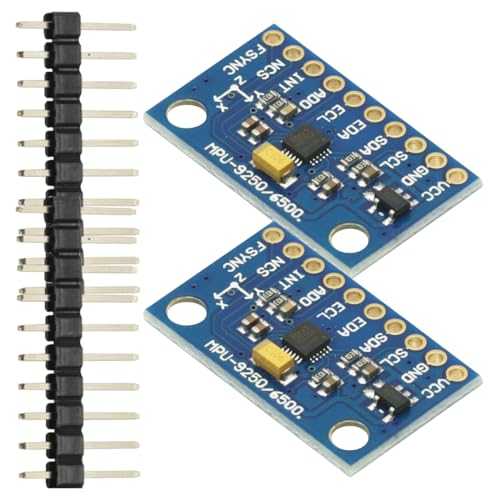 FSYNC
NCS
INT
ADO
ECL
EDA
SDA
SCL
GND
VCC
Z
Y
X
MPU-9250/6500.
FSYNC
NCS
INT
ADO
ECL
EDA
SDA
SCL
GND
VCC
Z
Y
X
MPU-9250/6500.